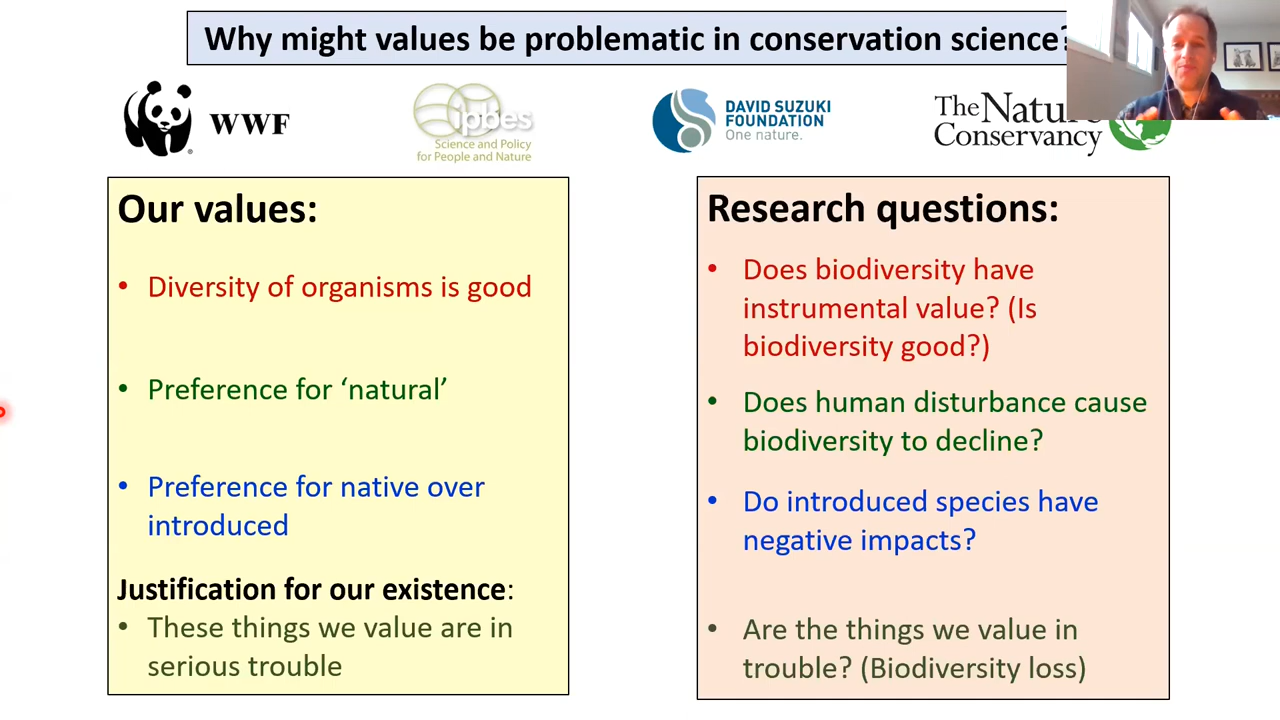 Why might values be problematic in conservation science?
WWF
ipbes
Science and Policy
for People and Nature
DAVID SUZUKI
FOUNDATION
One nature.
The Nature
Conservancy
Our values:
• Diversity of organisms is good
• Preference for ‘natural’
• Preference for native over
introduced
Justification for our existence:
• These things we value are in
serious trouble
Research questions:
• Does biodiversity have
instrumental value? (Is
biodiversity good?)
• Does human disturbance cause
biodiversity to decline?
• Do introduced species have
negative impacts?
• Are the things we value in
trouble? (Biodiversity loss)